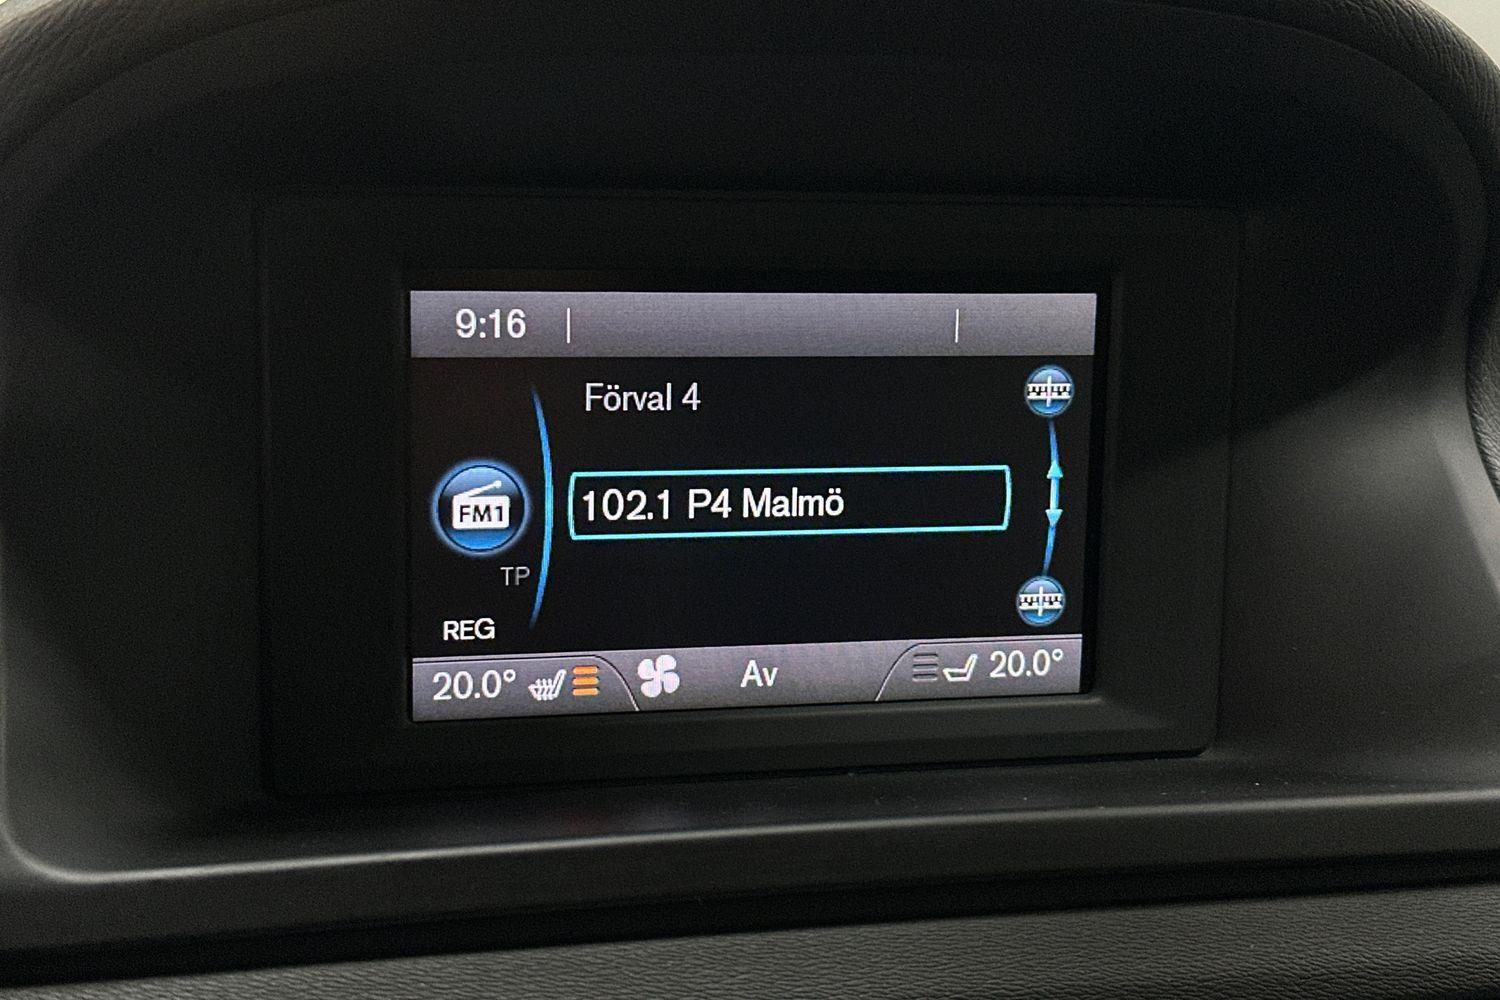 9:16
Förval 4
102.1 P4 Malmö
FM1
TP
REG
20.0° Av 20.0°